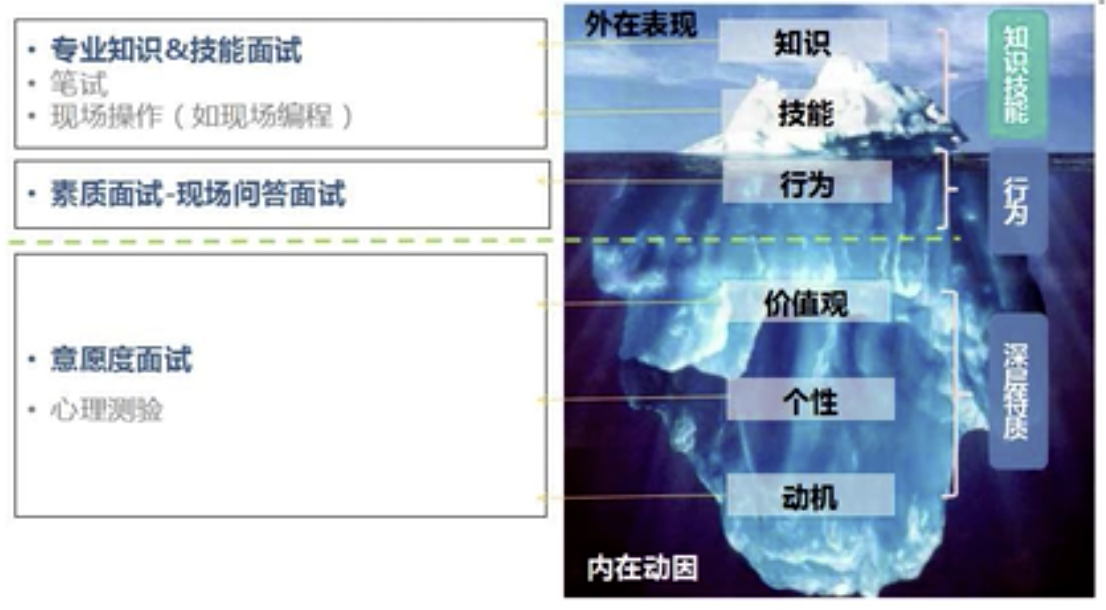 • 专业知识&技能面试
• 笔试
• 现场操作（如现场编程）
• 素质面试-现场问答面试
• 意愿度面试
• 心理测验
外在表现
知识
技能
行为
价值观
个性
动机
内在动因
知识技能
行为
深层特质